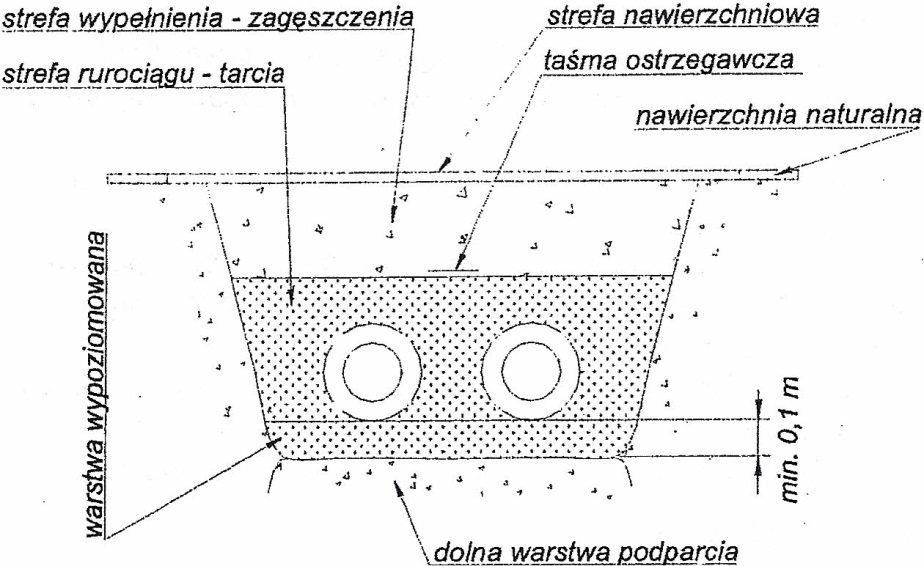 strefa wypełnienia - zagęszczenia
strefa nawierzchniowa
taśma ostrzegawcza
strefa rurociągu - tarcia
nawierzchnia naturalna
warstwa wypoziomowana
min. 0,1 m
dolna warstwa podparcia